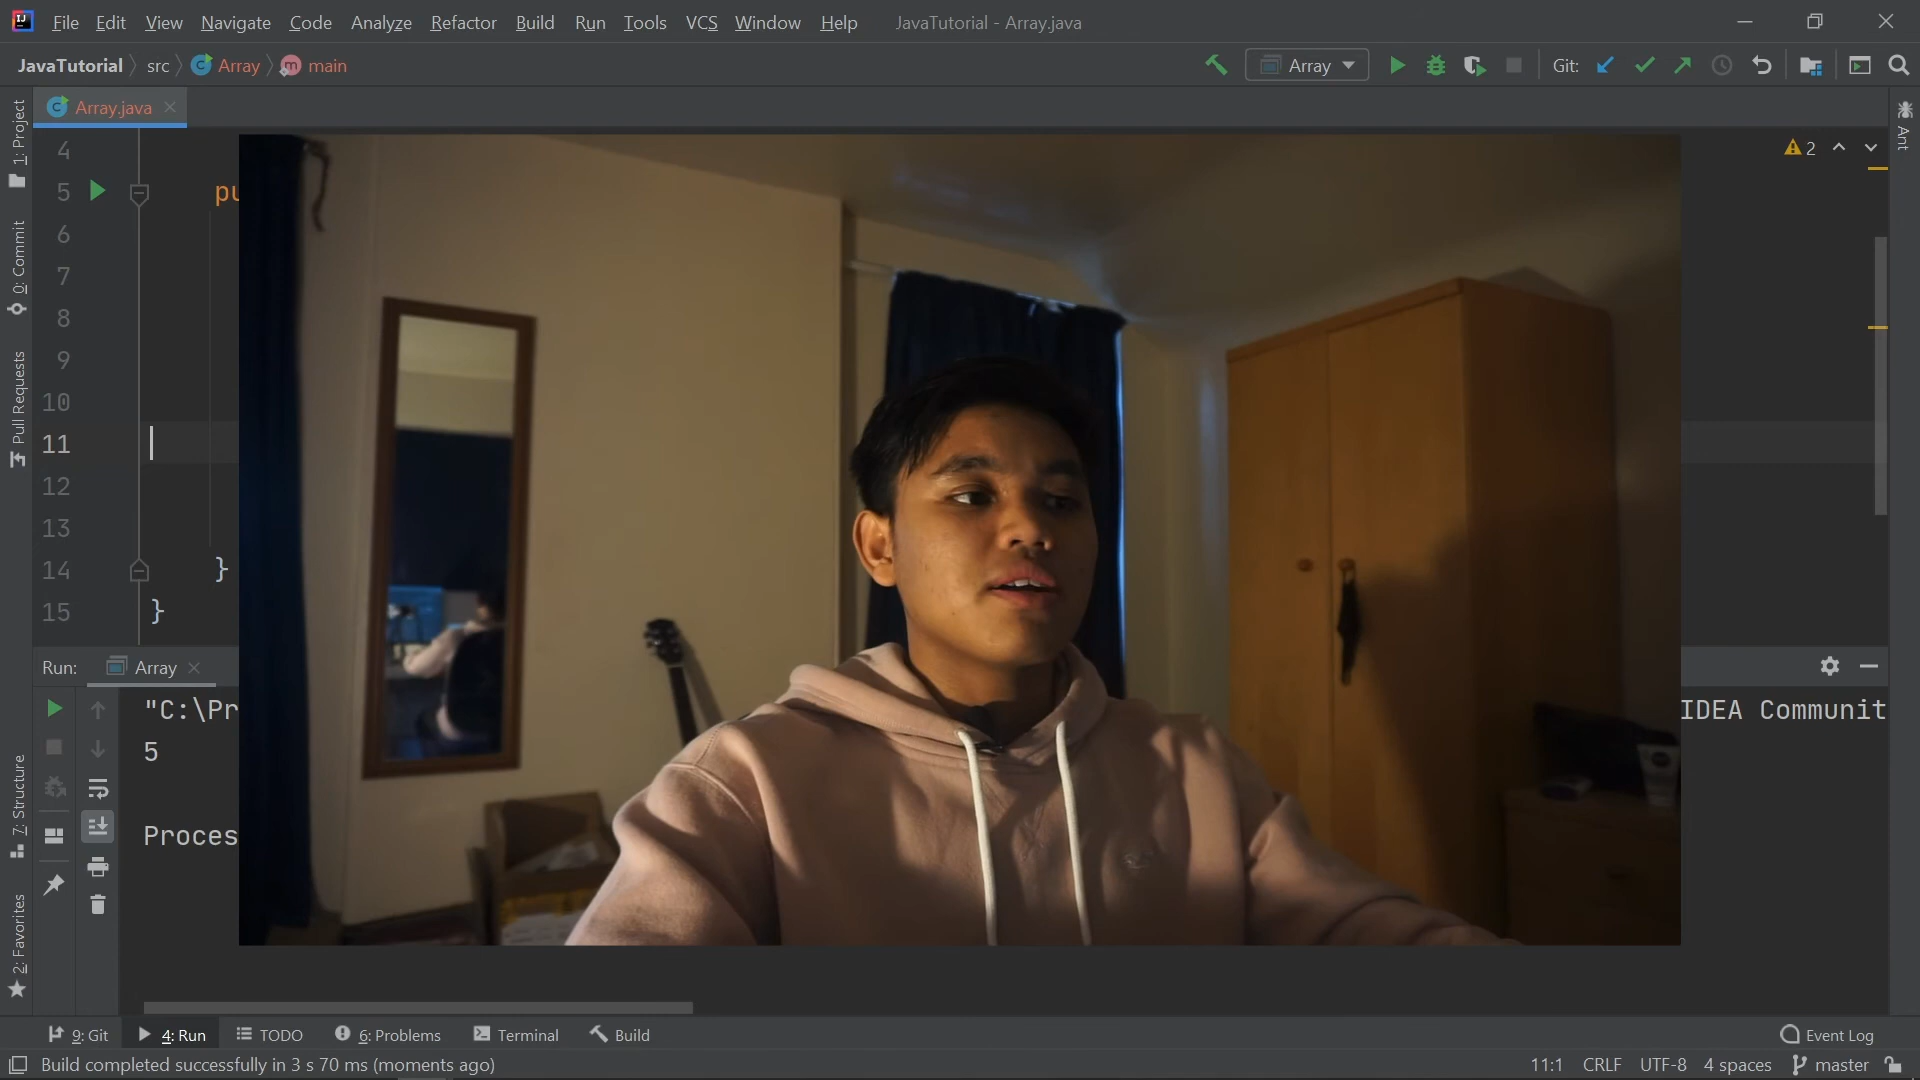 File Edit View Navigate Code Analyze Refactor Build Run Tools VCS Window Help JavaTutorial - Array.java
JavaTutorial src Array main Array Git:
Array.java
1: Project
0: Commit
Pull Requests
7: Structure
2: Favorites
Ant
2
4
5 pu
6
7
8
9
10
11
12
13
14 }
15 }
Run: Array
"C:\Pr IDEA Communit
5
Proces
9: Git 4: Run TODO 6: Problems Terminal Build Event Log
Build completed successfully in 3 s 70 ms (moments ago) 11:1 CRLF UTF-8 4 spaces master